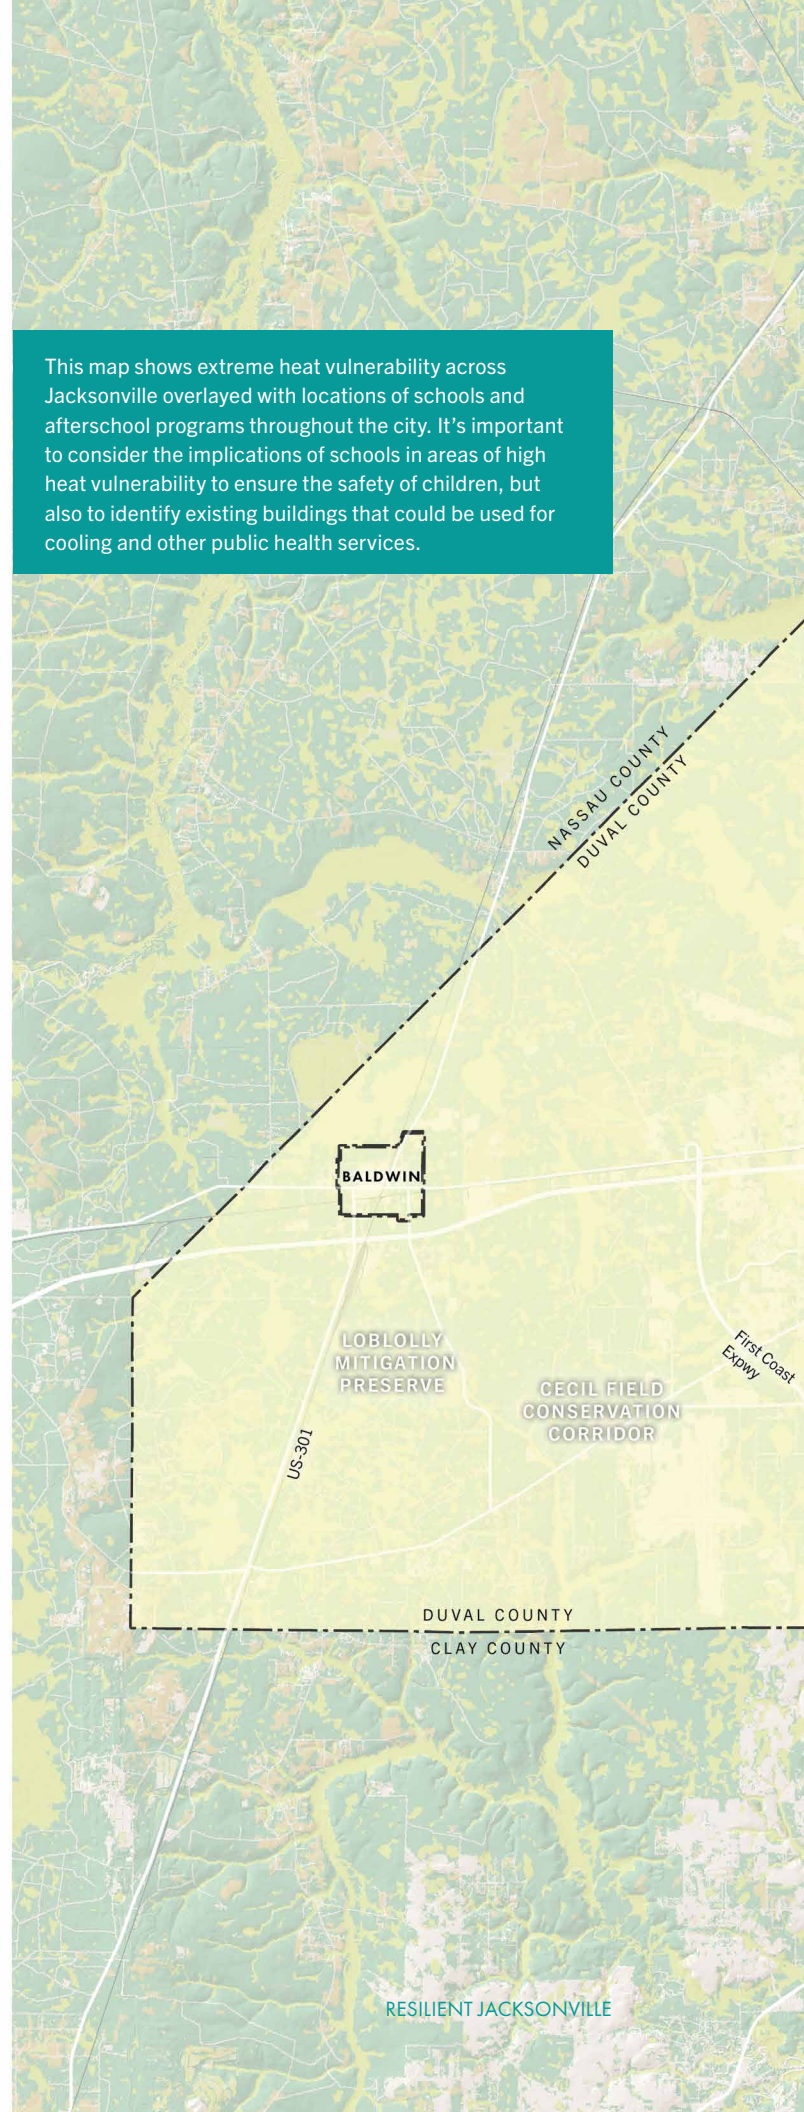 This map shows extreme heat vulnerability across
Jacksonville overlayed with locations of schools and
afterschool programs throughout the city. It’s important
to consider the implications of schools in areas of high
heat vulnerability to ensure the safety of children, but
also to identify existing buildings that could be used for
cooling and other public health services.
NASSAU COUNTY
DUVAL COUNTY
BALDWIN
LOBLOLLY
MITIGATION
PRESERVE
First Coast
Expwy
CECIL FIELD
CONSERVATION
CORRIDOR
US-301
DUVAL COUNTY
CLAY COUNTY
RESILIENT JACKSONVILLE